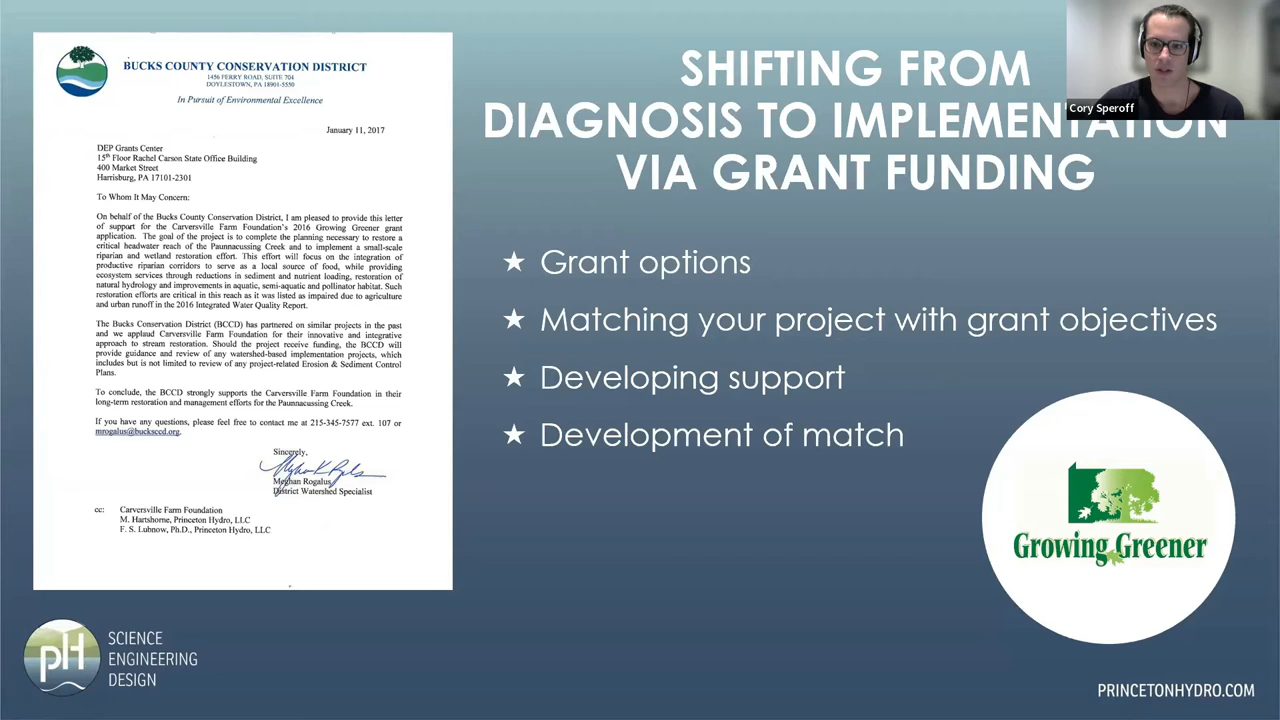 BUCKS COUNTY CONSERVATION DISTRICT
1456 FERRY ROAD, SUITE 704
DOYLESTOWN, PA 18901-5550
In Pursuit of Environmental Excellence
January 11, 2017
DEP Grants Center
15th Floor Rachel Carson State Office Building
400 Market Street
Harrisburg, PA 17101-2301
To Whom It May Concern:
On behalf of the Bucks County Conservation District, I am pleased to provide this letter
of support for the Carversville Farm Foundation's 2016 Growing Greener grant
application. The goal of the project is to complete the planning necessary to restore a
critical headwater reach of the Paunnacussing Creek and to implement a small-scale
riparian and wetland restoration effort. This effort will focus on the integration of
productive riparian corridors to serve as a local source of food, while providing
ecosystem services through reductions in sediment and nutrient loading, restoration of
natural hydrology and improvements in aquatic, semi-aquatic and pollinator habitat. Such
restoration efforts are critical in this reach as it was listed as impaired due to agriculture
and urban runoff in the 2016 Integrated Water Quality Report.
The Bucks Conservation District (BCCD) has partnered on similar projects in the past
and we applaud Carversville Farm Foundation for their innovative and integrative
approach to stream restoration. Should the project receive funding, the BCCD will
provide guidance and review of any watershed-based implementation projects, which
includes but is not limited to review of any project-related Erosion & Sediment Control
Plans.
To conclude, the BCCD strongly supports the Carversville Farm Foundation in their
long-term restoration and management efforts for the Paunnacussing Creek.
If you have any questions, please feel free to contact me at 215-345-7577 ext. 107 or
mrogalus@bucksccd.org.
Sincerely,
Meghan Rogalus
District Watershed Specialist
cc: Carversville Farm Foundation
M. Hartshorne, Princeton Hydro, LLC
F. S. Lubnow, Ph.D., Princeton Hydro, LLC
SHIFTING FROM
DIAGNOSIS TO IMPLEMENTATION
VIA GRANT FUNDING
Cory Speroff
★ Grant options
★ Matching your project with grant objectives
★ Developing support
★ Development of match
Growing Greener
pH
SCIENCE
ENGINEERING
DESIGN
PRINCETONHYDRO.COM